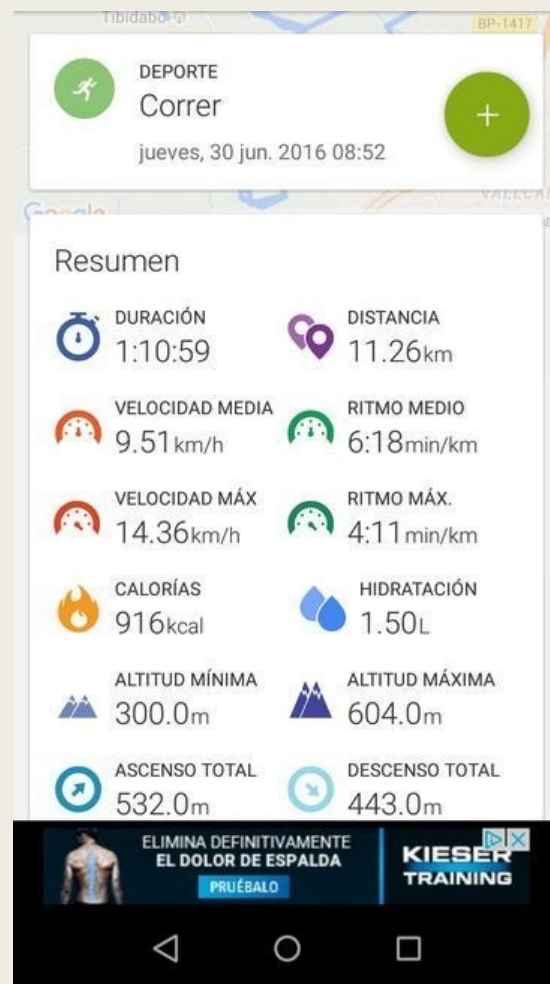 Tibidabo
BP-1417
DEPORTE
Correr
jueves, 30 jun. 2016 08:52
Google
Resumen
DURACIÓN
1:10:59
DISTANCIA
11.26km
VELOCIDAD MEDIA
9.51km/h
RITMO MEDIO
6:18min/km
VELOCIDAD MÁX
14.36km/h
RITMO MÁX.
4:11min/km
CALORÍAS
916kcal
HIDRATACIÓN
1.50L
ALTITUD MÍNIMA
300.0m
ALTITUD MÁXIMA
604.0m
ASCENSO TOTAL
532.0m
DESCENSO TOTAL
443.0m
ELIMINA DEFINITIVAMENTE
EL DOLOR DE ESPALDA
PRUÉBALO
KIESER
TRAINING